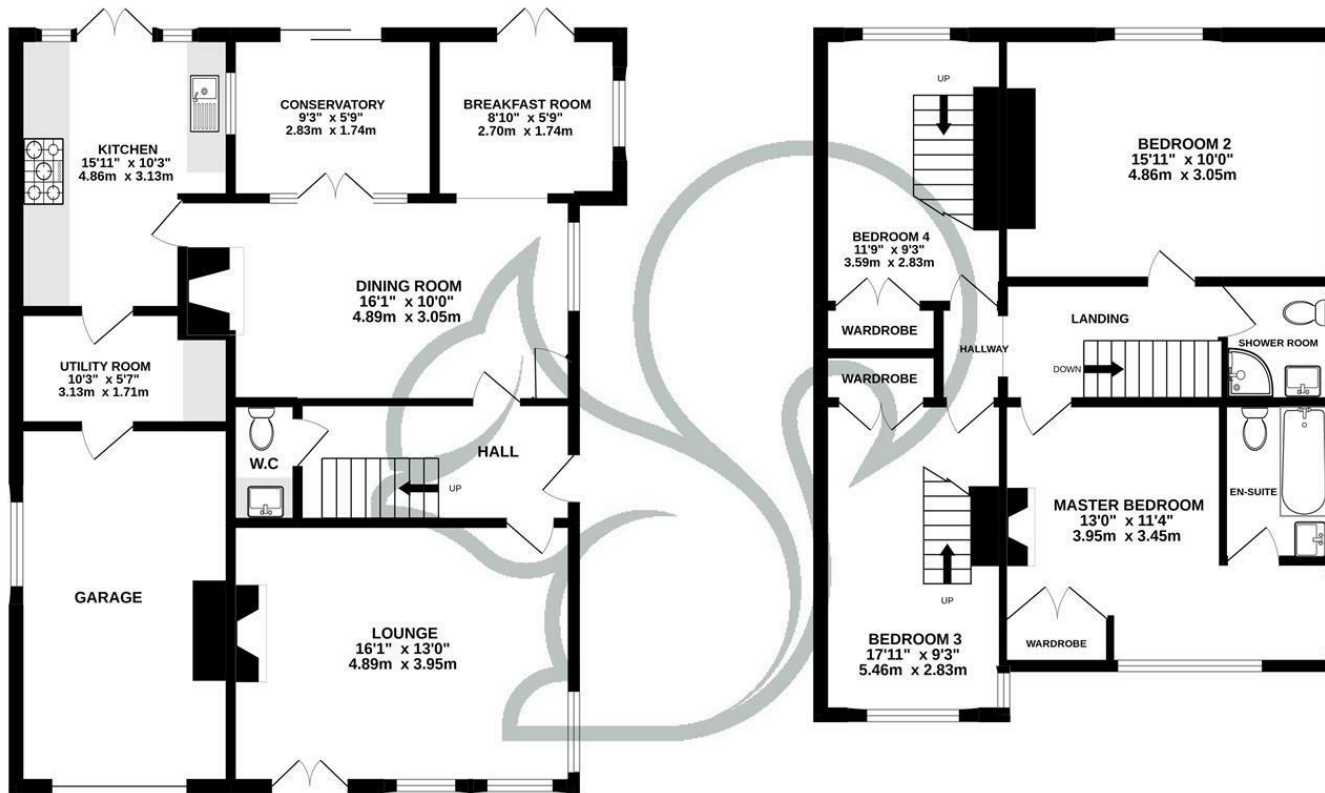 KITCHEN
15'11" x 10'3"
4.86m x 3.13m
CONSERVATORY
9'3" x 5'9"
2.83m x 1.74m
BREAKFAST ROOM
8'10" x 5'9"
2.70m x 1.74m
DINING ROOM
16'1" x 10'0"
4.89m x 3.05m
UTILITY ROOM
10'3" x 5'7"
3.13m x 1.71m
W.C
HALL
UP
GARAGE
LOUNGE
16'1" x 13'0"
4.89m x 3.95m
UP
BEDROOM 2
15'11" x 10'0"
4.86m x 3.05m
BEDROOM 4
11'9" x 9'3"
3.59m x 2.83m
WARDROBE
WARDROBE
HALLWAY
LANDING
DOWN
SHOWER ROOM
MASTER BEDROOM
13'0" x 11'4"
3.95m x 3.45m
EN-SUITE
UP
BEDROOM 3
17'11" x 9'3"
5.46m x 2.83m
WARDROBE